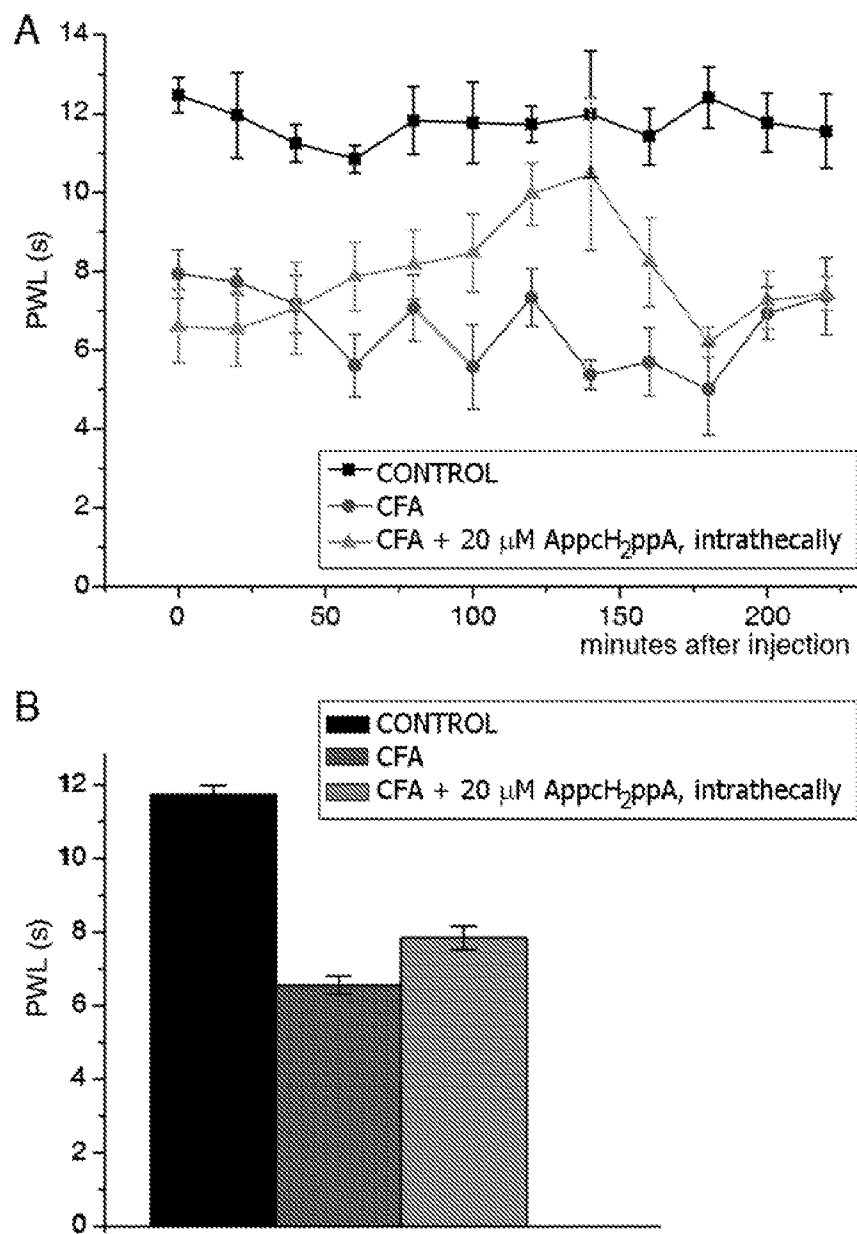 A
14
12
10
8
6
4
2
0
PWL (s)
CONTROL
CFA
CFA + 20 μM AppcH₂ppA, intrathecally
0 50 100 150 200
minutes after injection
B
CONTROL
CFA
CFA + 20 μM AppcH₂ppA, intrathecally
12
10
8
6
4
2
0
PWL (s)